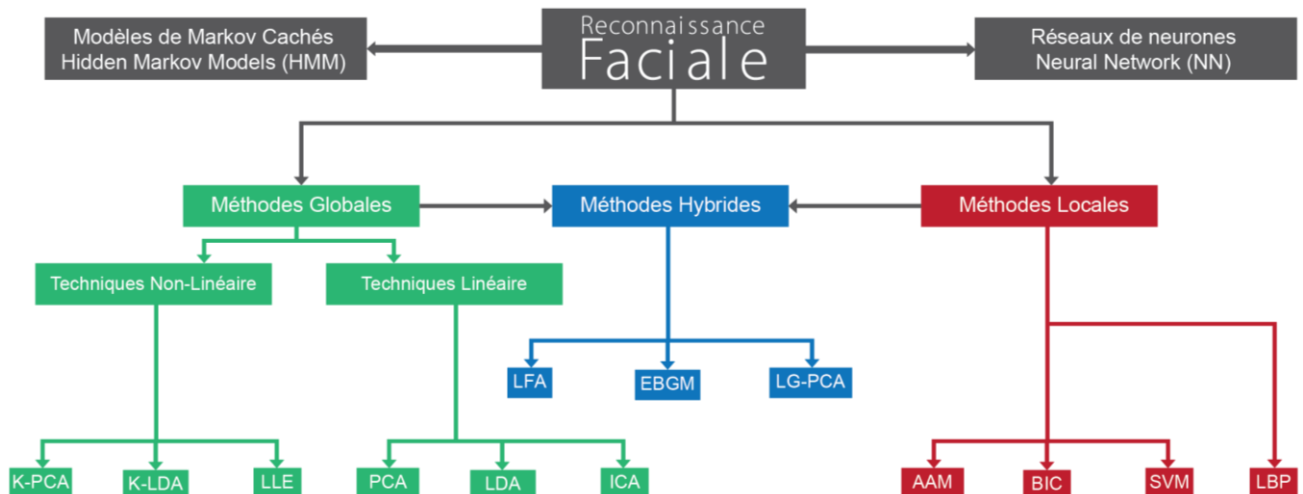 Reconnaissance
Faciale
Modèles de Markov Cachés
Hidden Markov Models (HMM)
Réseaux de neurones
Neural Network (NN)
Méthodes Globales
Méthodes Hybrides
Méthodes Locales
Techniques Non-Linéaire
Techniques Linéaire
LFA
EBGM
LG-PCA
K-PCA
K-LDA
LLE
PCA
LDA
ICA
AAM
BIC
SVM
LBP